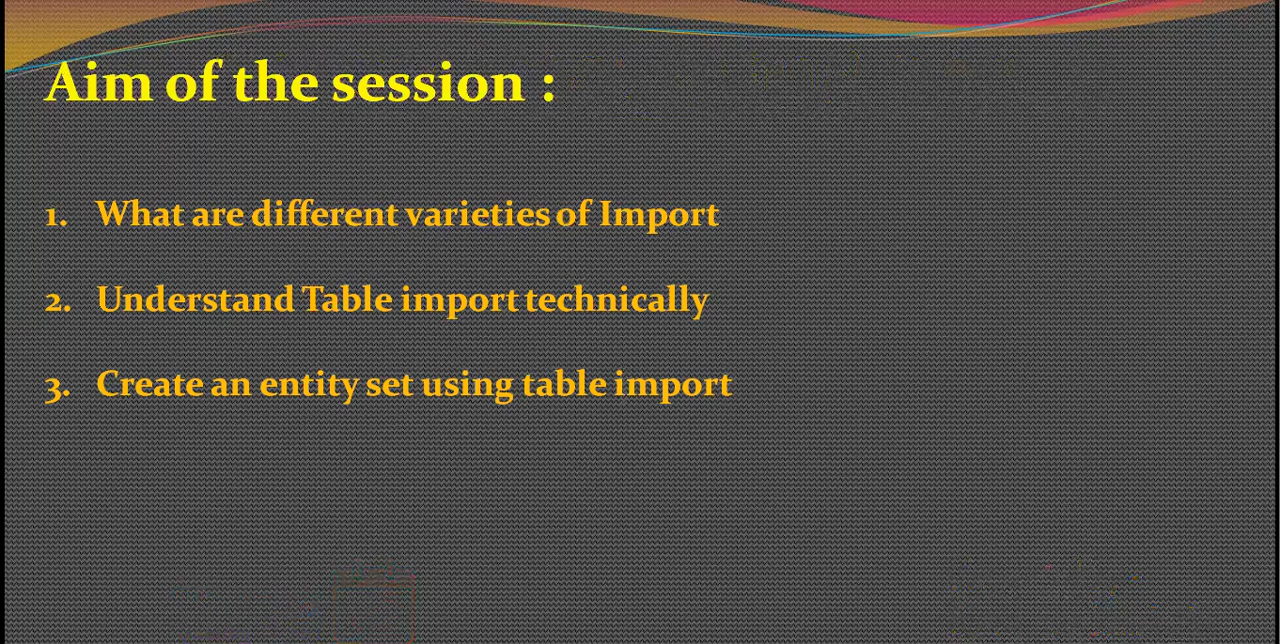 Aim of the session :
1. What are different varieties of Import
2. Understand Table import technically
3. Create an entity set using table import